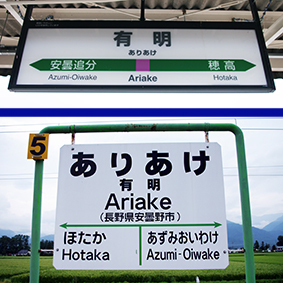 有明
ありあけ
安曇追分 穂高
Azumi-Oiwake Ariake Hotaka
5
ありあけ
有明
Ariake
(長野県安曇野市)
ほたか あずみおいわけ
Hotaka Azumi-Oiwake